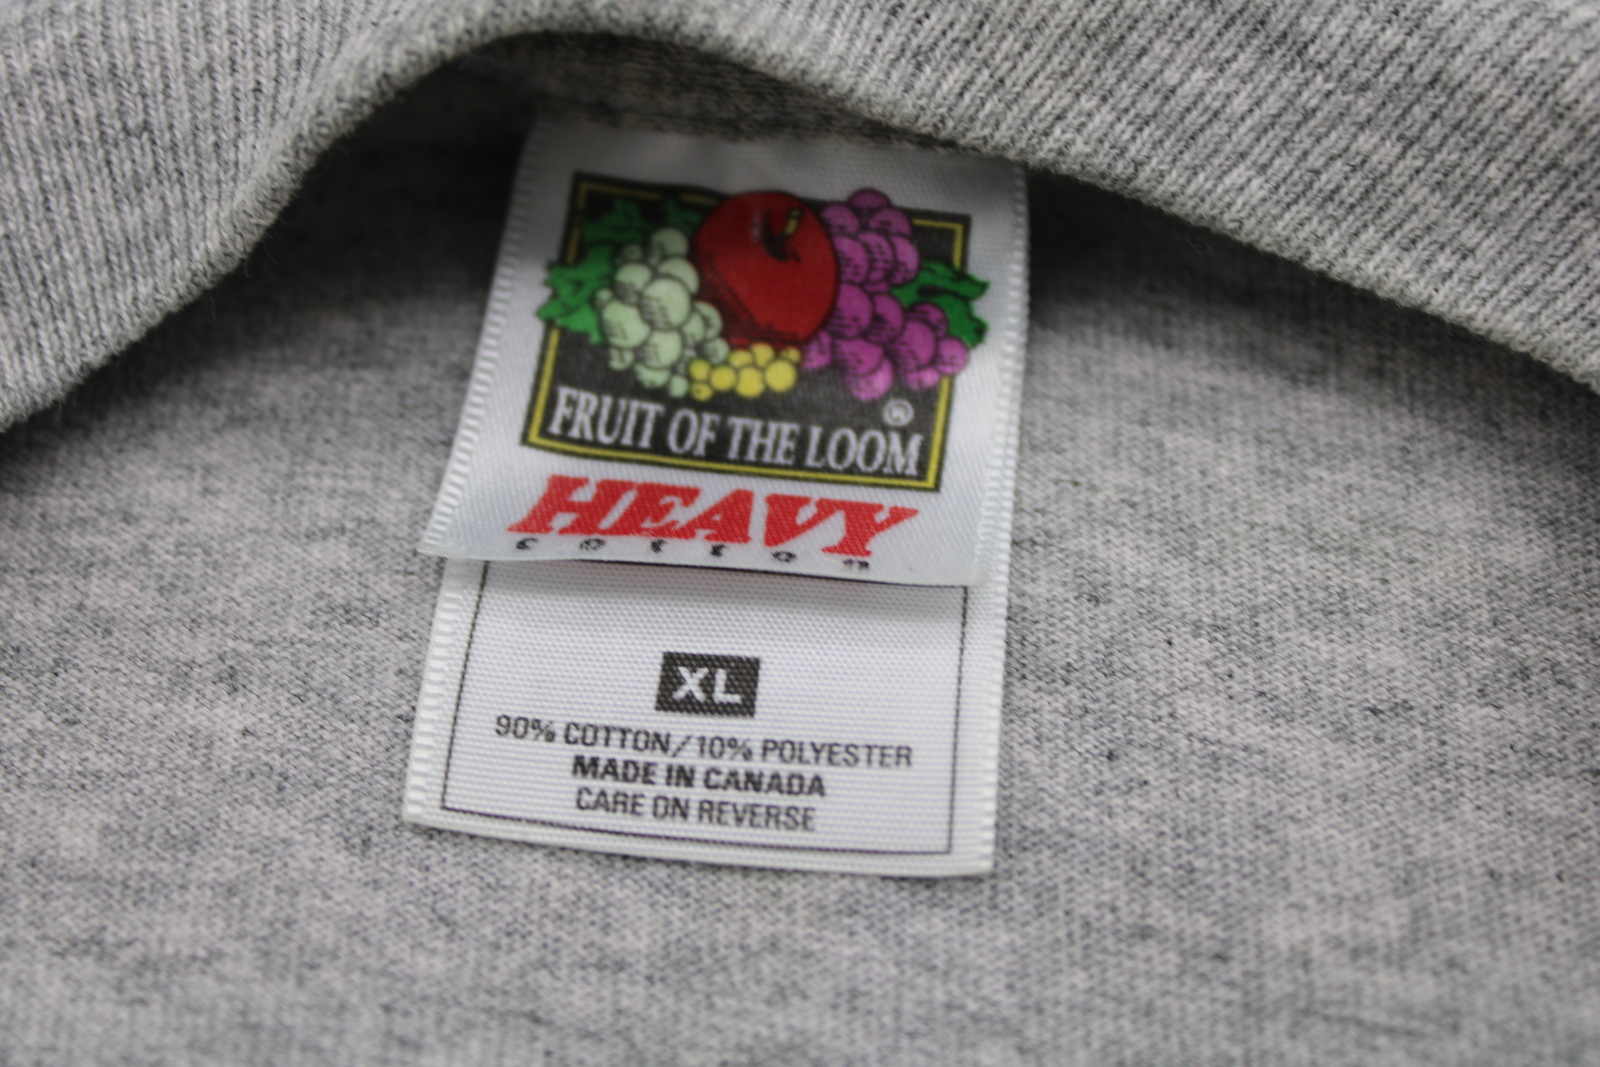 ®
FRUIT OF THE LOOM
HEAVY
cotton
XL
90% COTTON/10% POLYESTER
MADE IN CANADA
CARE ON REVERSE